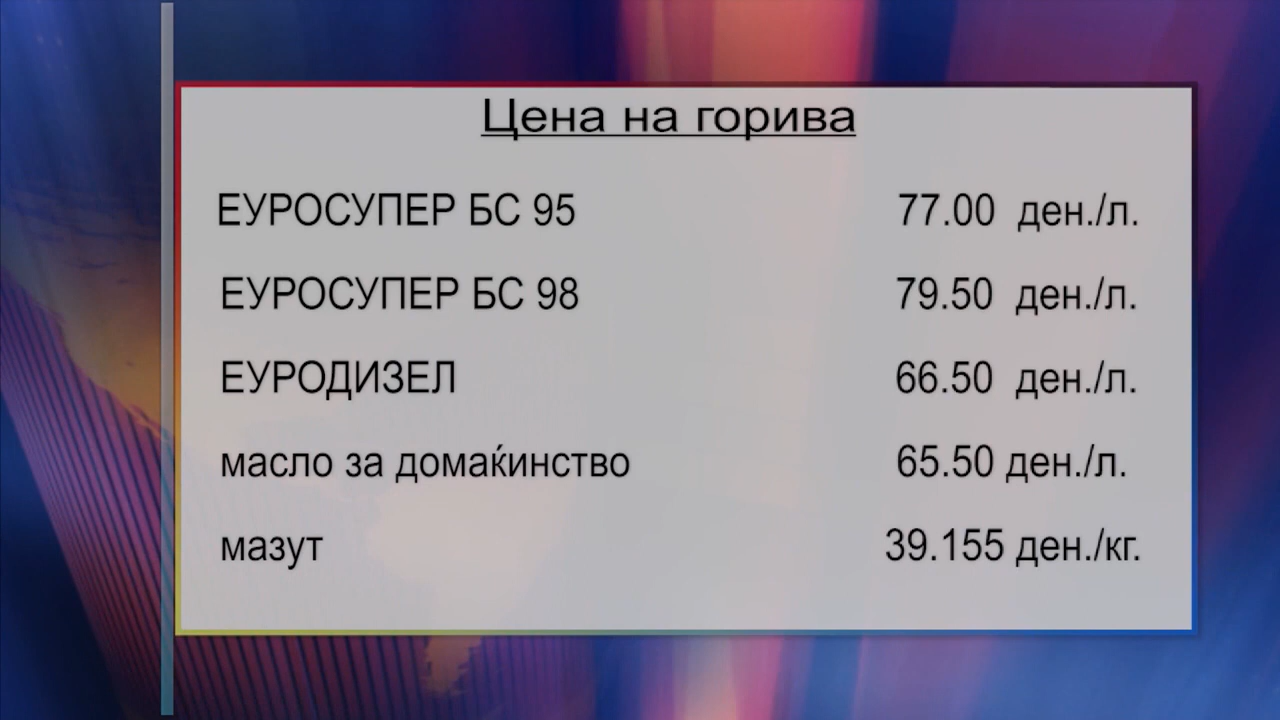 Цена на горива
ЕУРОСУПЕР БС 95 77.00 ден./л.
ЕУРОСУПЕР БС 98 79.50 ден./л.
ЕУРОДИЗЕЛ 66.50 ден./л.
масло за домаќинство 65.50 ден./л.
мазут 39.155 ден./кг.